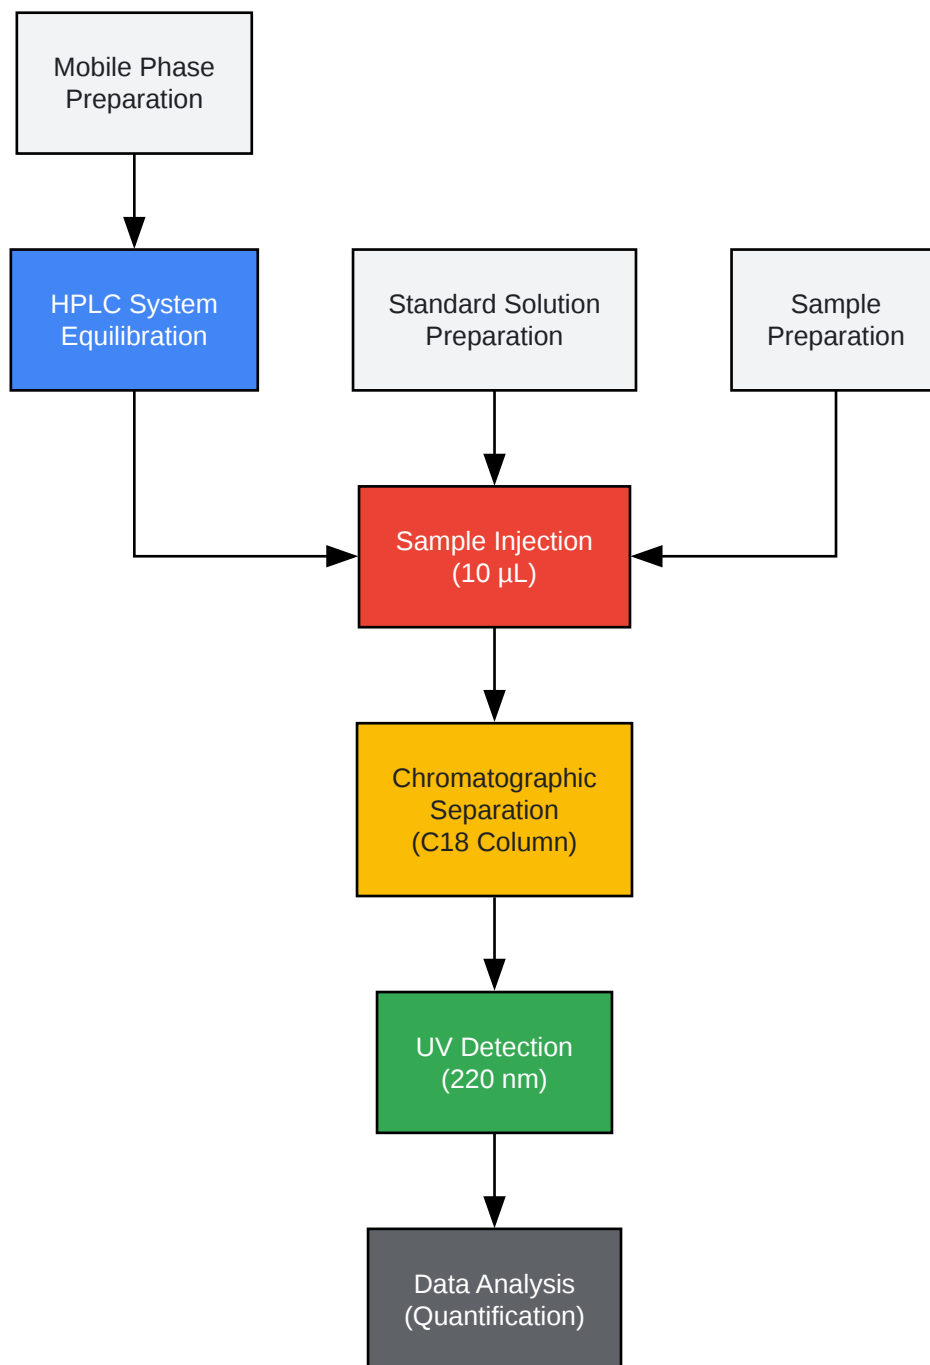 Mobile Phase
Preparation
HPLC System
Equilibration
Standard Solution
Preparation
Sample
Preparation
Sample Injection
(10 µL)
Chromatographic
Separation
(C18 Column)
UV Detection
(220 nm)
Data Analysis
(Quantification)